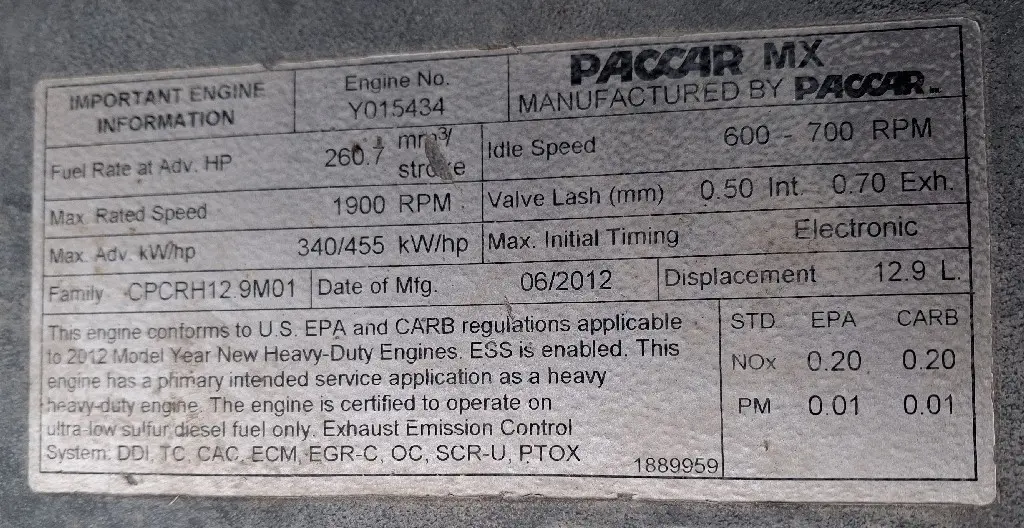 IMPORTANT ENGINE
INFORMATION
Engine No.
Y015434
PACCAR MX
MANUFACTURED BY PACCAR
Fuel Rate at Adv. HP
260.7 mm3/
stroke
Idle Speed
600 - 700 RPM
Max. Rated Speed
1900 RPM
Valve Lash (mm)
0.50 Int. 0.70 Exh.
Max. Adv. kW/hp
340/455 kW/hp
Max. Initial Timing
Electronic
Family CPCRH12.9M01
Date of Mfg.
06/2012
Displacement
12.9 L.
This engine conforms to U.S. EPA and CARB regulations applicable
to 2012 Model Year New Heavy-Duty Engines. ESS is enabled. This
engine has a primary intended service application as a heavy
heavy-duty engine. The engine is certified to operate on
ultra-low sulfur diesel fuel only. Exhaust Emission Control
System: DDI, TC, CAC, ECM, EGR-C, OC, SCR-U, PTOX
1889959
STD EPA CARB
NOx 0.20 0.20
PM 0.01 0.01